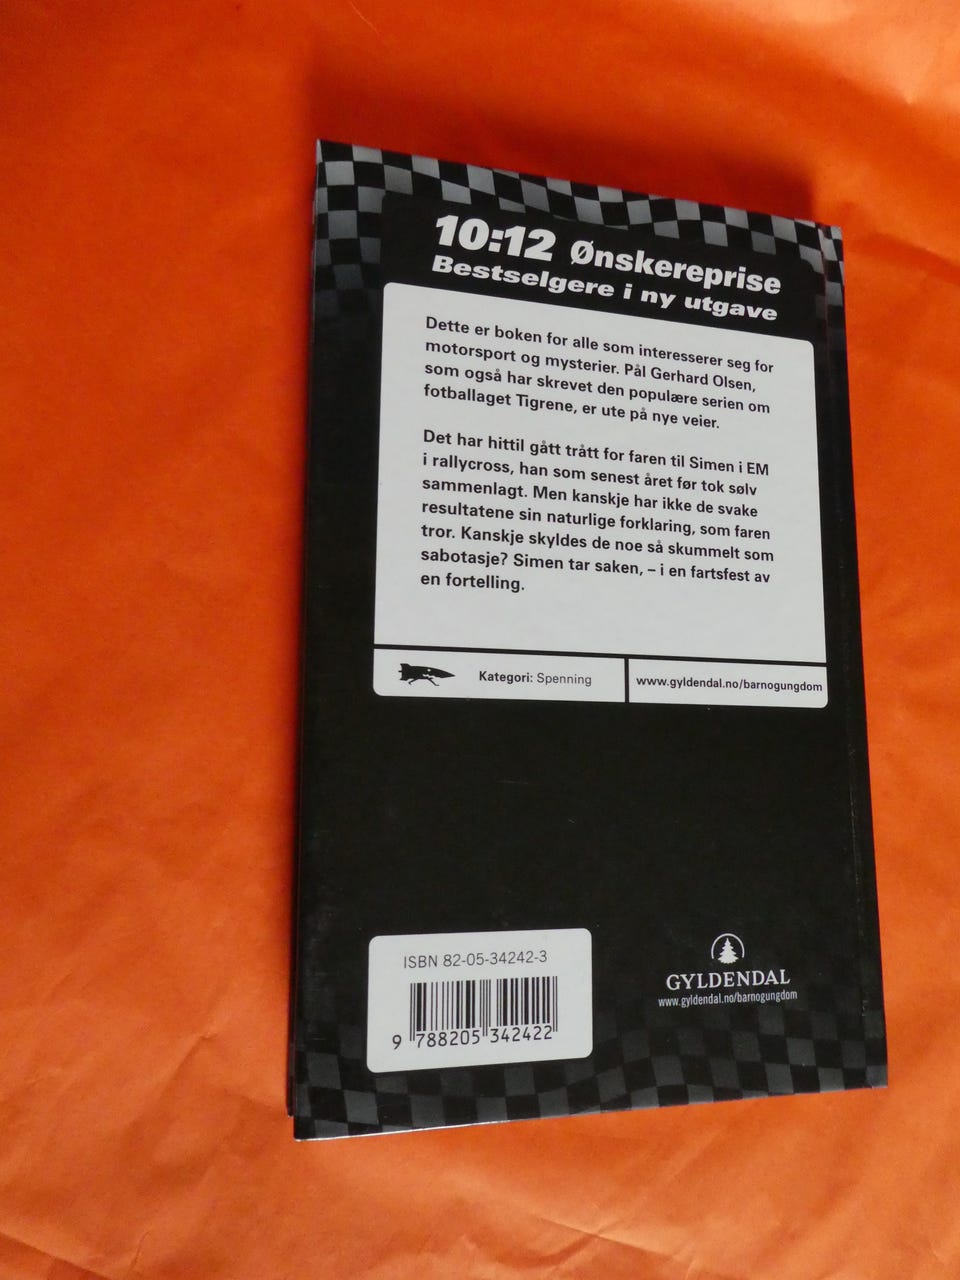 10:12 Ønskereprise
Bestselgere i ny utgave
Dette er boken for alle som interesserer seg for
motorsport og mysterier. Pål Gerhard Olsen,
som også har skrevet den populære serien om
fotballaget Tigrene, er ute på nye veier.
Det har hittil gått trått for faren til Simen i EM
i rallycross, han som senest året før tok sølv
sammenlagt. Men kanskje har ikke de svake
resultatene sin naturlige forklaring, som faren
tror. Kanskje skyldes de noe så skummelt som
sabotasje? Simen tar saken, – i en fartsfest av
en fortelling.
Kategori: Spenning
www.gyldendal.no/barnogungdom
ISBN 82-05-34242-3
9 788205 342422
GYLDENDAL
www.gyldendal.no/barnogungdom